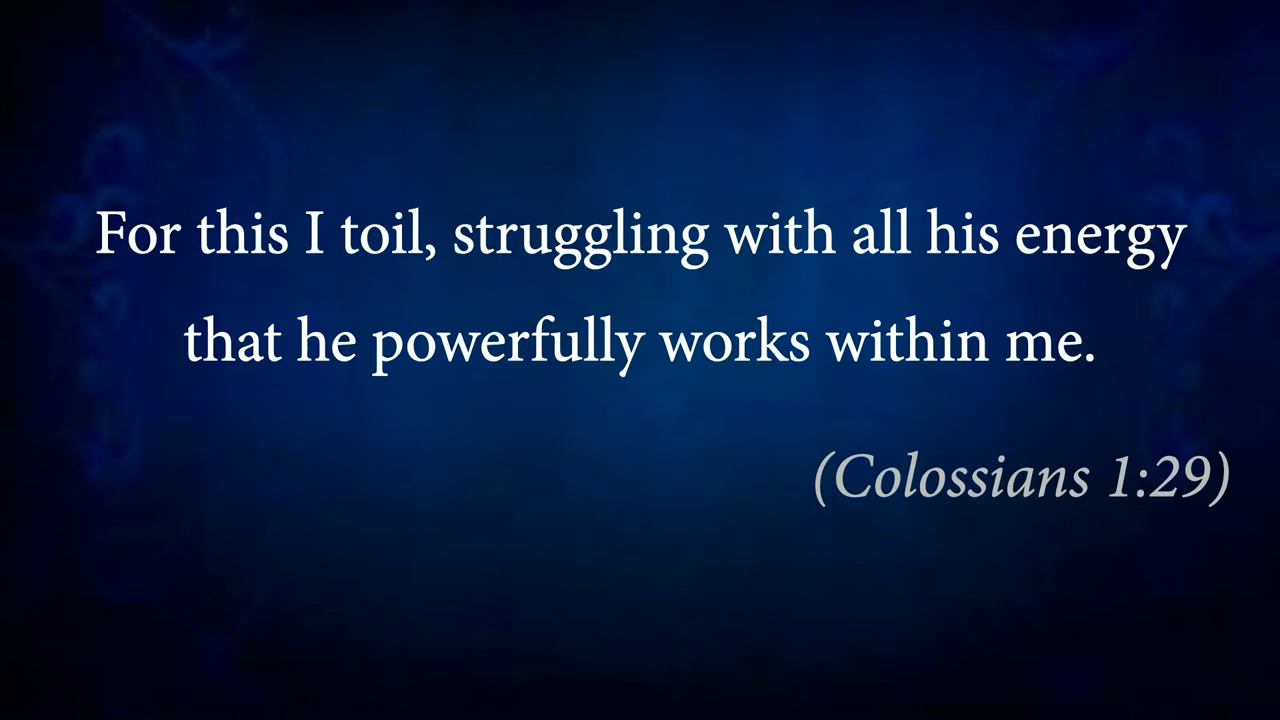 For this I toil, struggling with all his energy
that he powerfully works within me.
(Colossians 1:29)